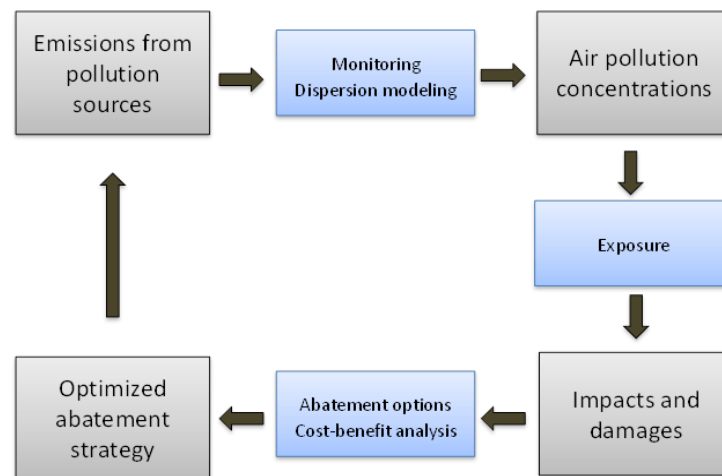 Emissions from
pollution
sources
Monitoring
Dispersion modeling
Air pollution
concentrations
Exposure
Impacts and
damages
Abatement options
Cost-benefit analysis
Optimized
abatement
strategy